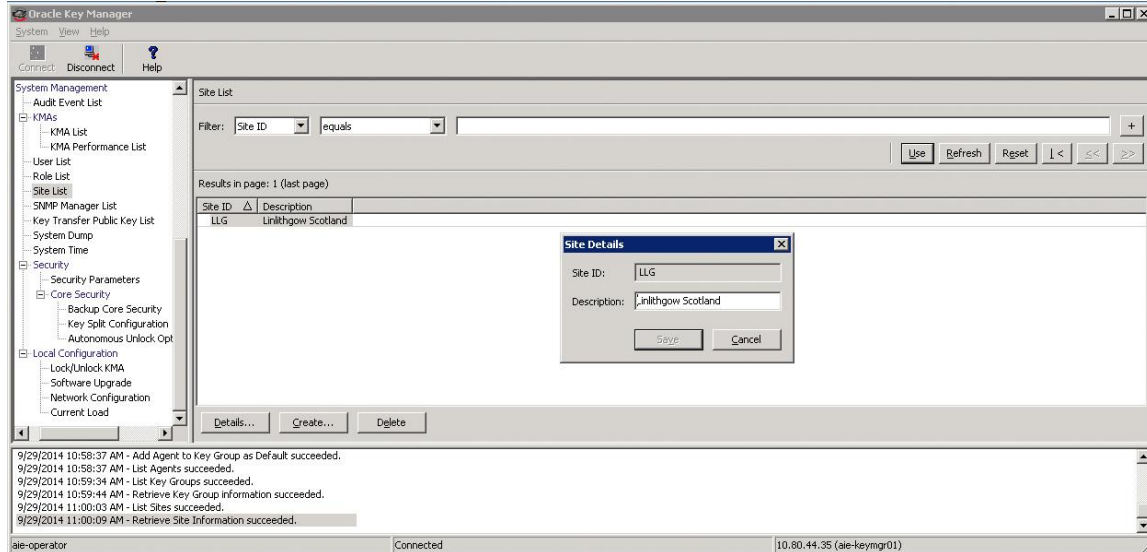 Oracle Key Manager
System View Help
Connect Disconnect Help
System Management
Audit Event List
KMAs
KMA List
KMA Performance List
User List
Role List
Site List
SNMP Manager List
Key Transfer Public Key List
System Dump
System Time
Security
Security Parameters
Core Security
Backup Core Security
Key Split Configuration
Autonomous Unlock Opt
Local Configuration
Lock/Unlock KMA
Software Upgrade
Network Configuration
Current Load
Site List
Filter: Site ID equals +
Use Refresh Reset |< << >>
Results in page: 1 (last page)
Site ID Description
LLG Linlithgow Scotland
Site Details
Site ID: LLG
Description: Linlithgow Scotland
Save Cancel
Details... Create... Delete
9/29/2014 10:58:37 AM - Add Agent to Key Group as Default succeeded.
9/29/2014 10:58:37 AM - List Agents succeeded.
9/29/2014 10:59:34 AM - List Key Groups succeeded.
9/29/2014 10:59:44 AM - Retrieve Key Group information succeeded.
9/29/2014 11:00:03 AM - List Sites succeeded.
9/29/2014 11:00:09 AM - Retrieve Site Information succeeded.
aie-operator Connected 10.80.44.35 (aie-keymgr01)